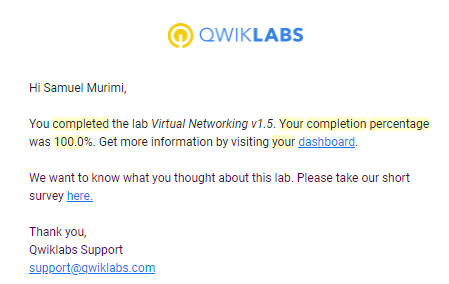 QWIKLABS
Hi Samuel Murimi,
You completed the lab Virtual Networking v1.5. Your completion percentage
was 100.0%. Get more information by visiting your dashboard.
We want to know what you thought about this lab. Please take our short
survey here.
Thank you,
Qwiklabs Support
support@qwiklabs.com